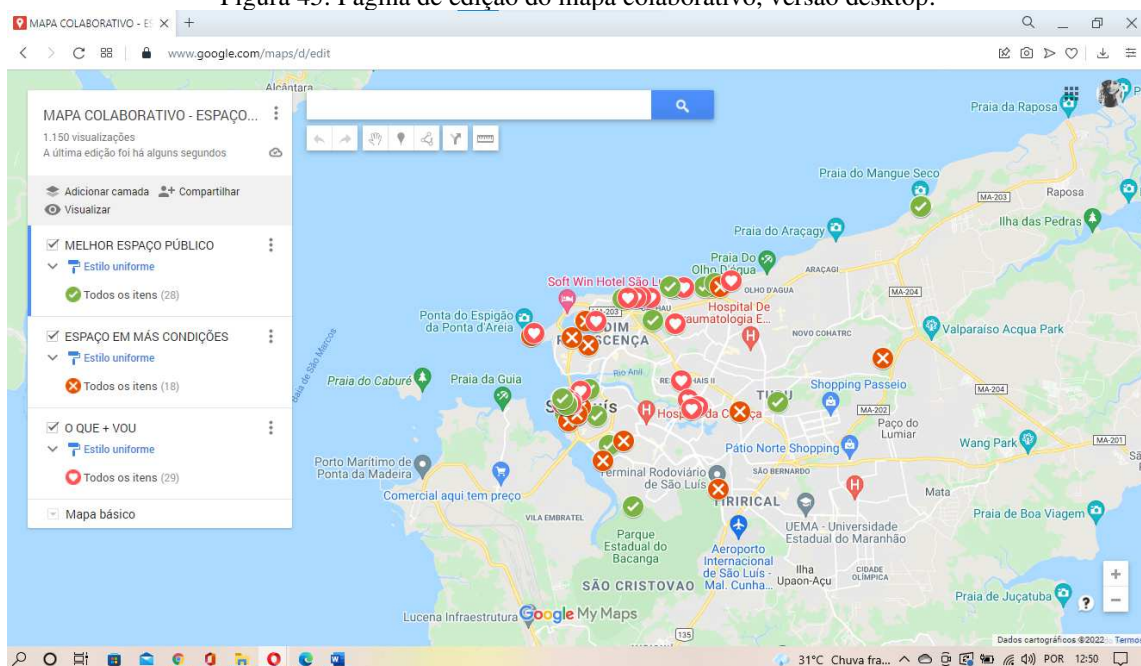 Figura 45: Página de edição do mapa colaborativo, versão desktop.
MAPA COLABORATIVO - ES
www.google.com/maps/d/edit
Alcântara
MAPA COLABORATIVO - ESPAÇO...
1.150 visualizações
A última edição foi há alguns segundos
Adicionar camada
Compartilhar
Visualizar
MELHOR ESPAÇO PÚBLICO
Estilo uniforme
Todos os itens (28)
ESPAÇO EM MÁS CONDIÇÕES
Estilo uniforme
Todos os itens (18)
O QUE + VOU
Estilo uniforme
Todos os itens (29)
Mapa básico
Praia da Raposa
Praia do Mangue Seco
MA-203
Raposa
Ilha das Pedras
Praia do Araçagy
Praia Do
Olho D'água
ARAÇAGI
Soft Win Hotel São
OLHO D'AGUA
MA-204
Ponta do Espigão
da Ponta d'Areia
MA-203
Hospital De
NOVO COHATRC
Valparaíso Acqua Park
Baía de São Marcos
Praia do Caburé
Praia da Guia
Rio Anil
Shopping Passeio
MA-204
MA-202
Paço do
Lumiar
Wang Park
MA-201
Pátio Norte Shopping
Porto Marítimo de
Ponta da Madeira
Terminal Rodoviário
de São Luís
SÃO BERNARDO
Comercial aqui tem preço
Mata
VILA EMBRATEL
Praia de Boa Viagem
UEMA - Universidade
Estadual do Maranhão
Parque
Estadual do
Bacanga
Aeroporto
Internacional
de São Luís -
Mal. Cunha...
Ilha
Upaon-Açu
CIDADE
OLÍMPICA
SÃO CRISTOVAO
Praia de Juçatuba
Lucena Infraestrutura
Google My Maps
135
Dados cartográficos ©2022
Termos
31°C Chuva fra...
POR
12:50